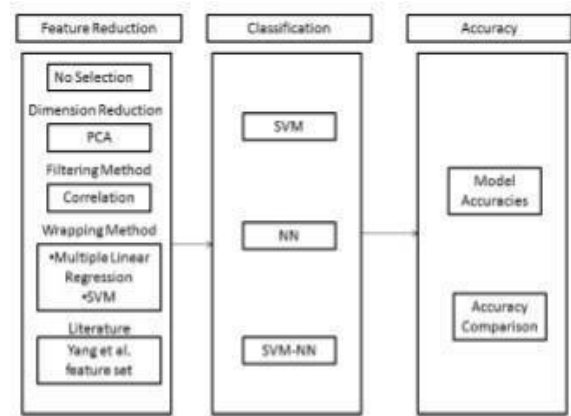 Feature Reduction
Classification
Accuracy
No Selection
Dimension Reduction
PCA
Filtering Method
Correlation
Wrapping Method
•Multiple Linear
Regression
•SVM
Literature
Yang et al.
feature set
SVM
NN
SVM-NN
Model
Accuracies
Accuracy
Comparison